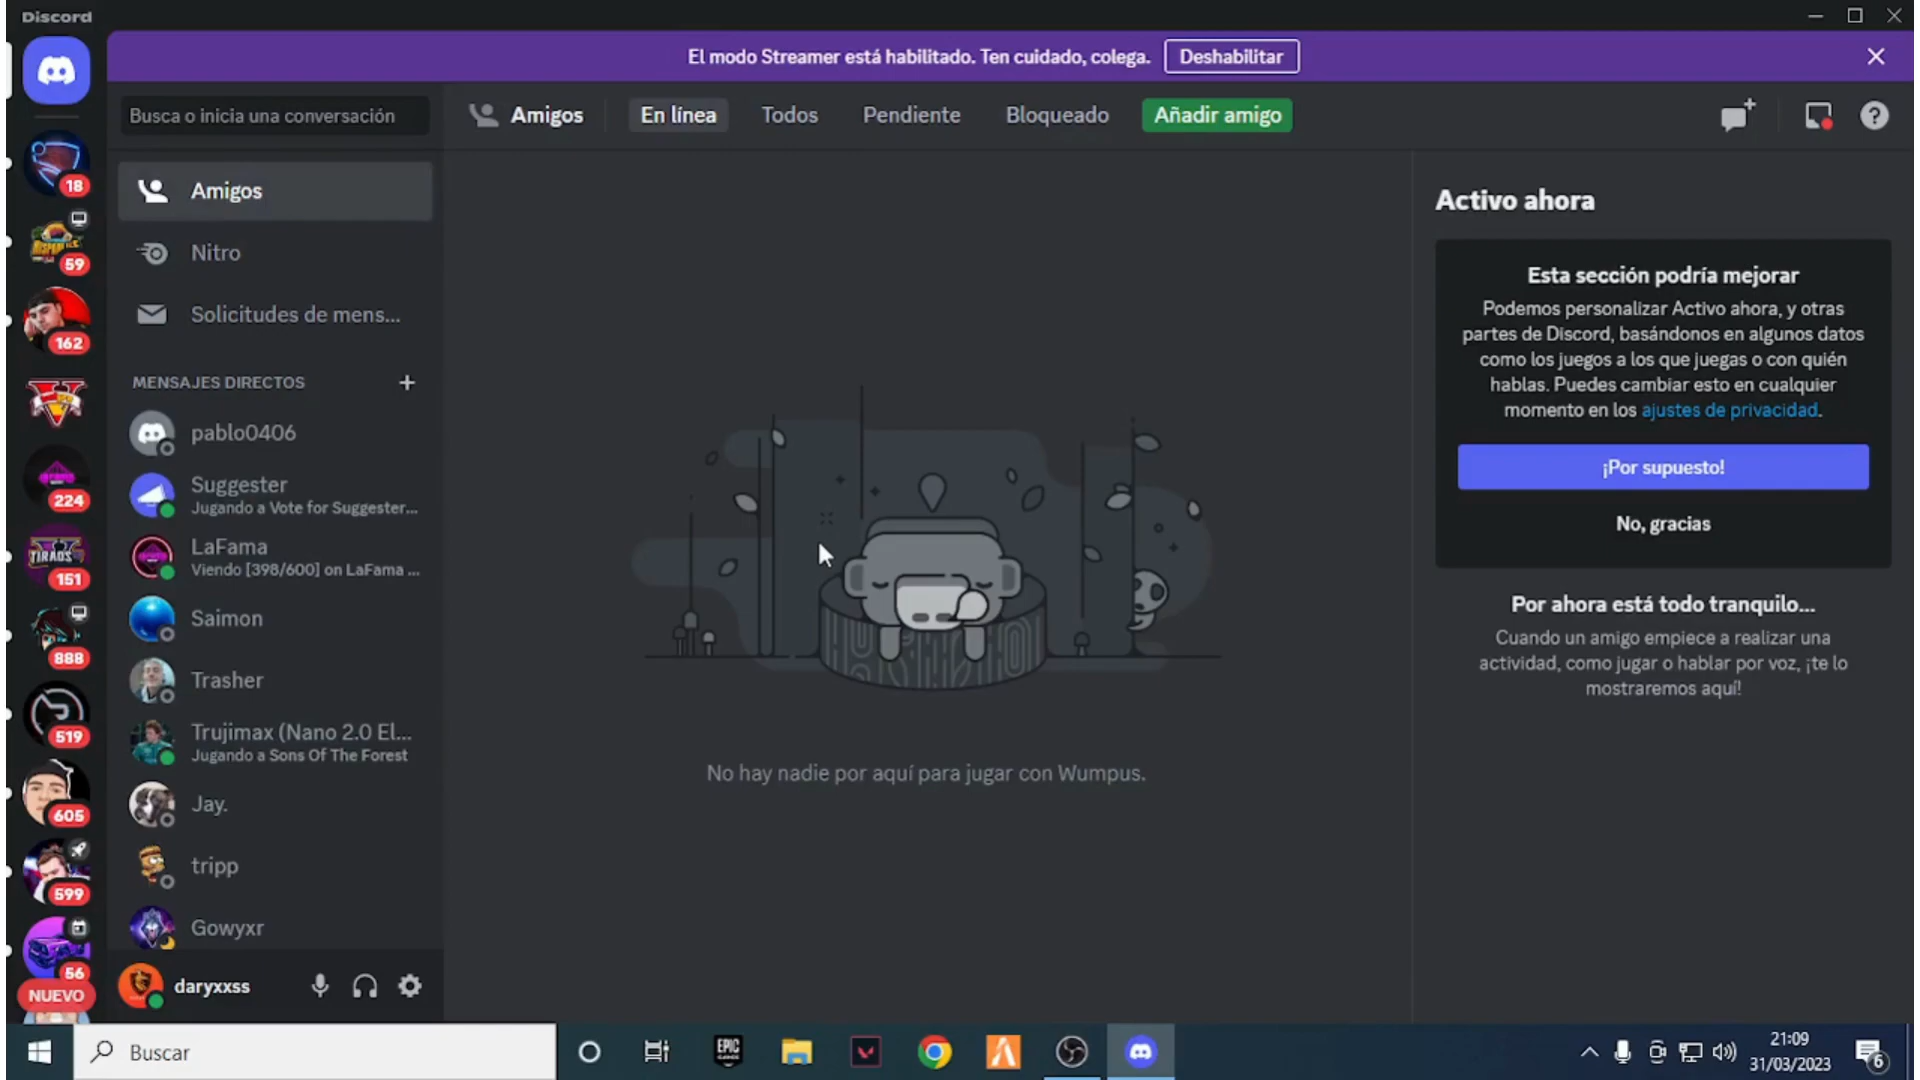 Discord
El modo Streamer está habilitado. Ten cuidado, colega.
Deshabilitar
Busca o inicia una conversación
Amigos
En línea
Todos
Pendiente
Bloqueado
Añadir amigo
Amigos
Nitro
Solicitudes de mens...
MENSAJES DIRECTOS
pablo0406
Suggester
Jugando a Vote for Suggester...
LaFama
Viendo [398/600] on LaFama ...
Saimon
Trasher
Trujimax (Nano 2.0 El...
Jugando a Sons Of The Forest
Jay.
tripp
Gowyxr
daryxxss
18
59
162
224
TIRAOS
151
888
519
605
599
56
NUEVO
Activo ahora
Esta sección podría mejorar
Podemos personalizar Activo ahora, y otras
partes de Discord, basándonos en algunos datos
como los juegos a los que juegas o con quién
hablas. Puedes cambiar esto en cualquier
momento en los ajustes de privacidad.
¡Por supuesto!
No, gracias
Por ahora está todo tranquilo...
Cuando un amigo empiece a realizar una
actividad, como jugar o hablar por voz, ¡te lo
mostraremos aquí!
No hay nadie por aquí para jugar con Wumpus.
Buscar
EPIC
GAMES
21:09
31/03/2023
6